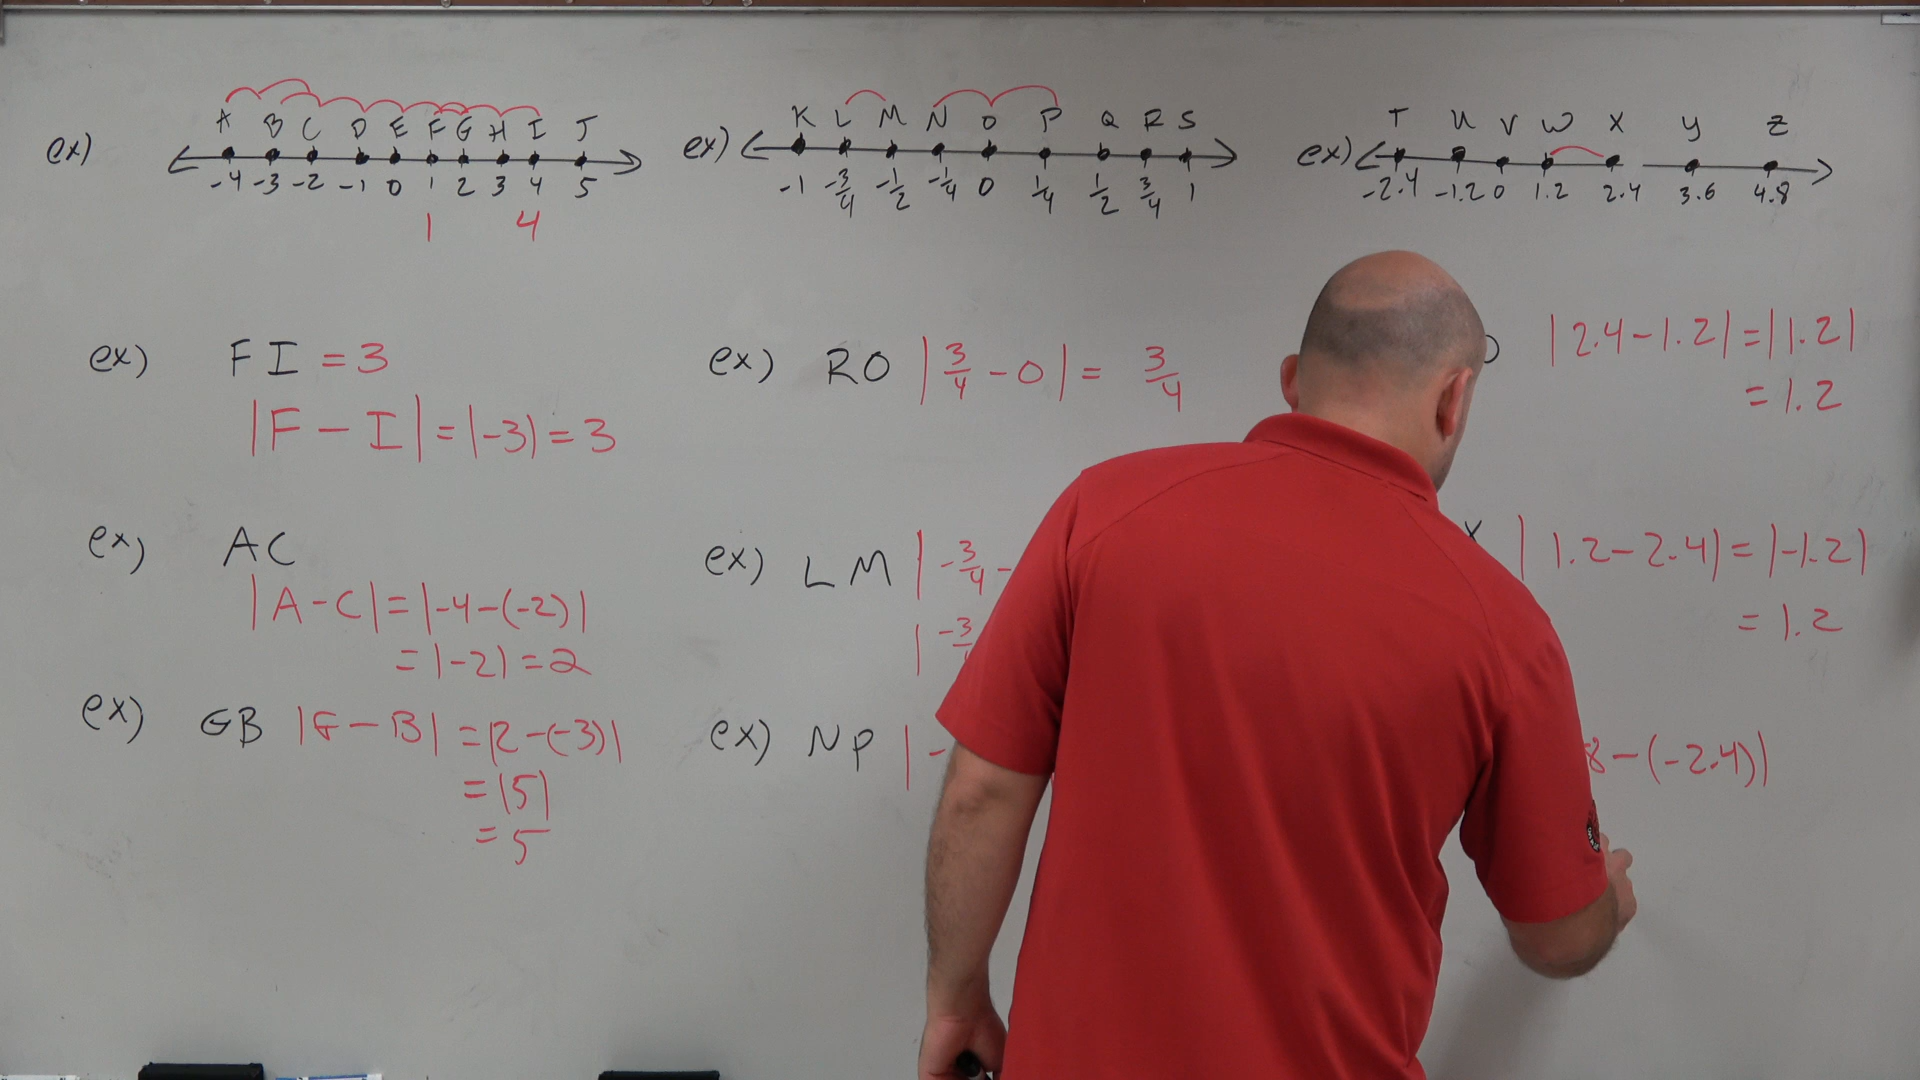 A B C D E F G H I J
ex)
-4 -3 -2 -1 0 1 2 3 4 5
1 4
K L M N O P Q R S
ex)
-1 -3/4 -1/2 -1/4 0 1/4 1/2 3/4 1
T U V W X Y Z
ex)
-2.4 -1.2 0 1.2 2.4 3.6 4.8
ex) FI = 3
|F - I| = |-3| = 3
ex) AC
|A-C| = |-4-(-2)|
= |-2| = 2
ex) GB |G-B| = |2-(-3)|
= |5|
= 5
ex) RO |3/4 - 0| = 3/4
ex) LM |-3/4 -
|-3/
ex) NP |-
|2.4-1.2| = |1.2|
= 1.2
X |1.2-2.4| = |-1.2|
= 1.2
8-(-2.4)|